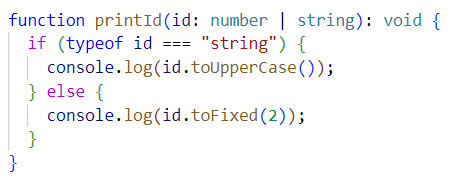 function printId(id: number | string): void {
  if (typeof id === "string") {
    console.log(id.toUpperCase());
  } else {
    console.log(id.toFixed(2));
  }
}